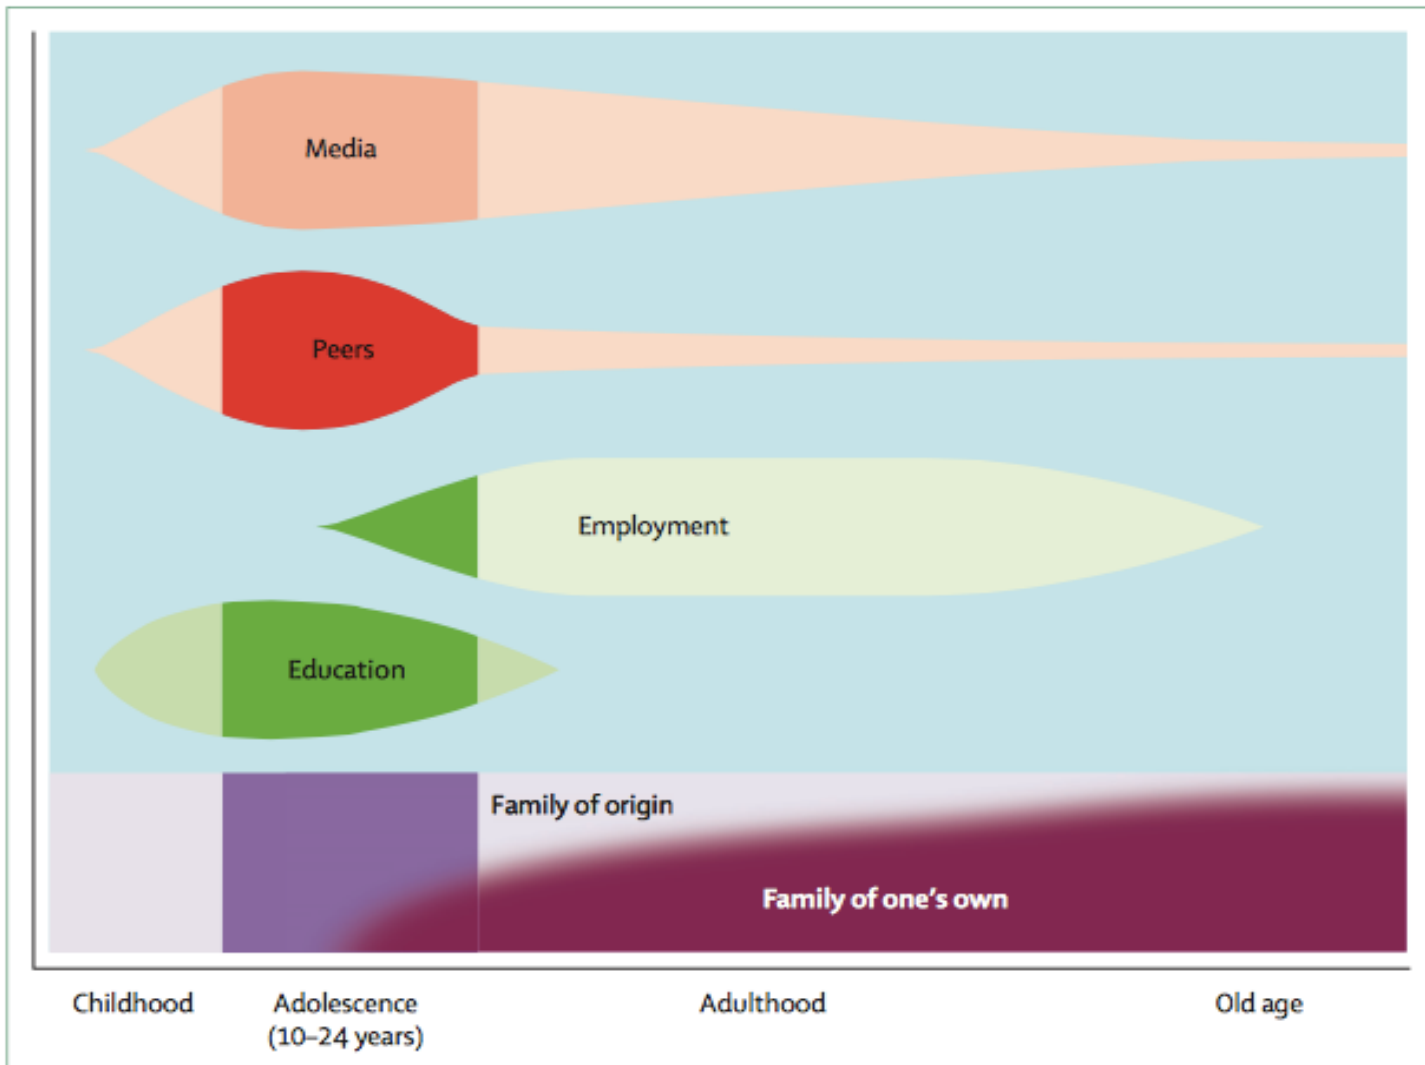 Media
Peers
Employment
Education
Family of origin
Family of one's own
Childhood
Adolescence
(10–24 years)
Adulthood
Old age